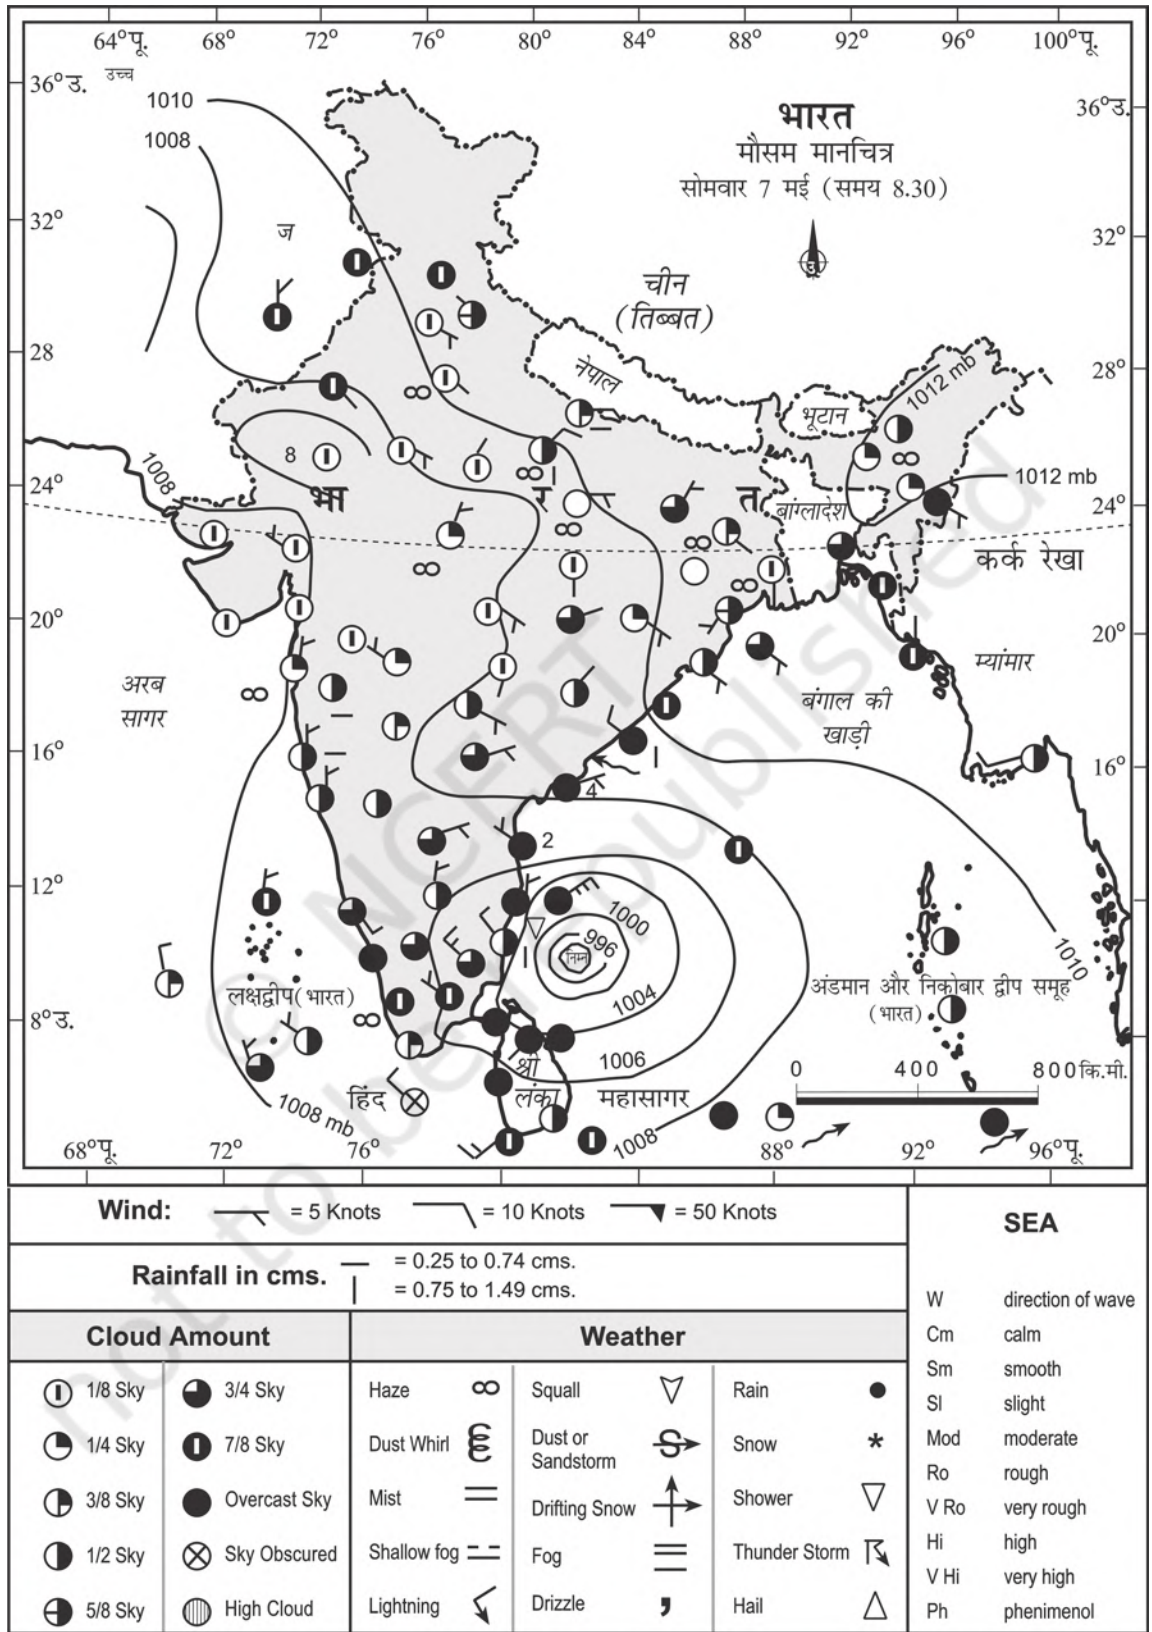 64°पू.
68°
72°
76°
80°
84°
88°
92°
96°
100°पू.
36°उ.
उच्च
1010
1008
भारत
मौसम मानचित्र
सोमवार 7 मई (समय 8.30)
36°उ.
32°
ज
32°
चीन
(तिब्बत)
28
नेपाल
भूटान
1012 mb
28°
1008
8
1012 mb
24°
भा
र
त
बांग्लादेश
24°
कर्क रेखा
20°
20°
म्यांमार
अरब
सागर
बंगाल की
खाड़ी
16°
16°
4
2
12°
12°
1000
996
निम्न
1010
1004
लक्षद्वीप(भारत)
अंडमान और निकोबार द्वीप समूह
(भारत)
8°उ.
8°
1006
श्री
लंका
0
400
800कि.मी.
1008 mb
हिंद
महासागर
1008
68°पू.
72°
76°
88°
92°
96°पू.
© NCERT
not to be republished
Wind:
= 5 Knots
= 10 Knots
= 50 Knots
Rainfall in cms.
= 0.25 to 0.74 cms.
= 0.75 to 1.49 cms.
Cloud Amount
Weather
1/8 Sky
3/4 Sky
1/4 Sky
7/8 Sky
3/8 Sky
Overcast Sky
1/2 Sky
Sky Obscured
5/8 Sky
High Cloud
Haze
Squall
Rain
Dust Whirl
Dust or
Sandstorm
Snow
Mist
Drifting Snow
Shower
Shallow fog
Fog
Thunder Storm
Lightning
Drizzle
Hail
SEA
W direction of wave
Cm calm
Sm smooth
Sl slight
Mod moderate
Ro rough
V Ro very rough
Hi high
V Hi very high
Ph phenimenol